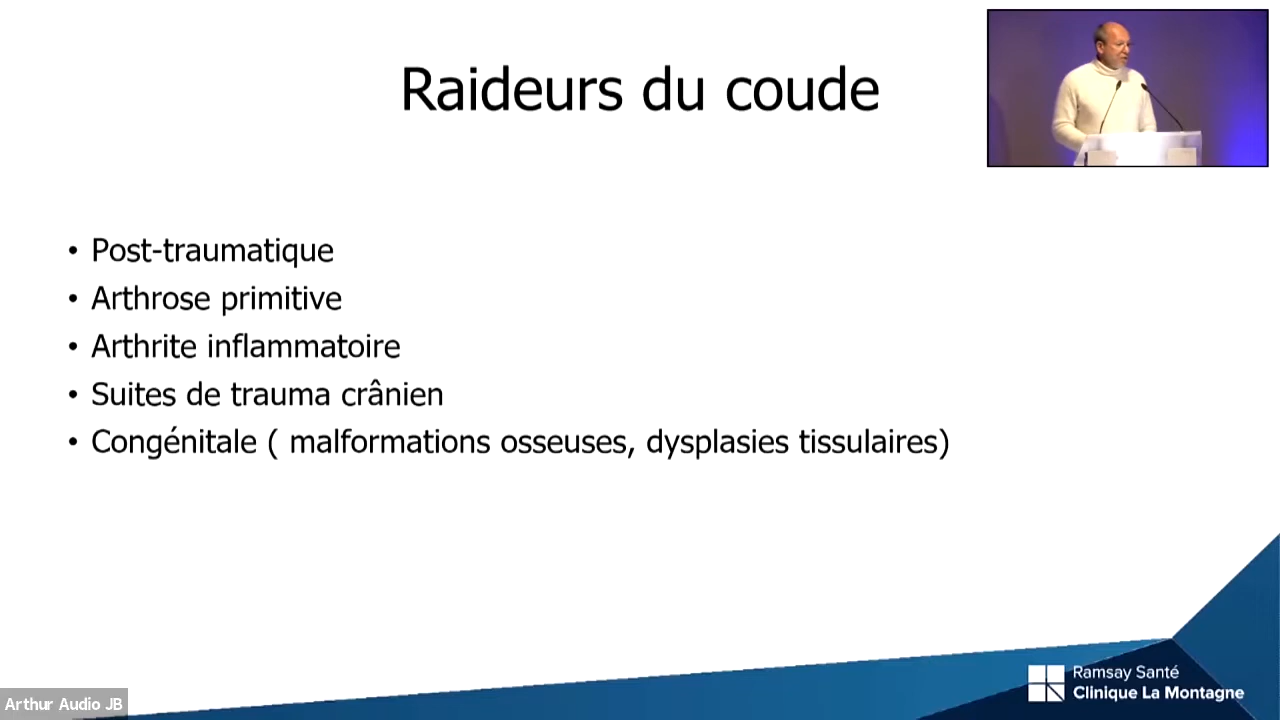 Raideurs du coude
• Post-traumatique
• Arthrose primitive
• Arthrite inflammatoire
• Suites de trauma crânien
• Congénitale ( malformations osseuses, dysplasies tissulaires)
Ramsay Santé
Clinique La Montagne
Arthur Audio JB